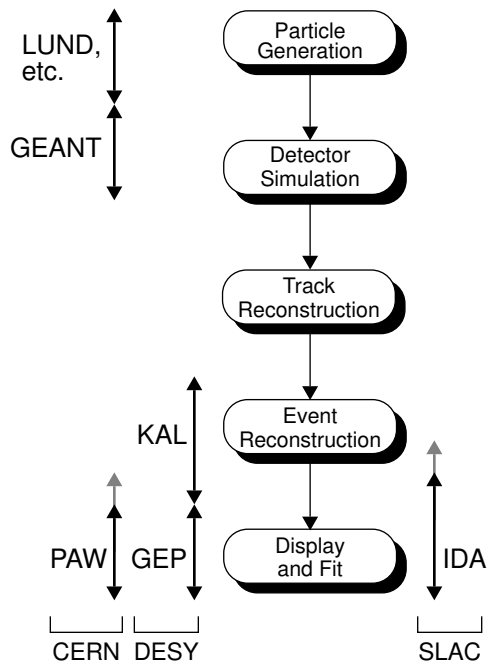 LUND,
etc.
Particle
Generation
GEANT
Detector
Simulation
Track
Reconstruction
KAL
Event
Reconstruction
PAW
GEP
Display
and Fit
IDA
CERN
DESY
SLAC